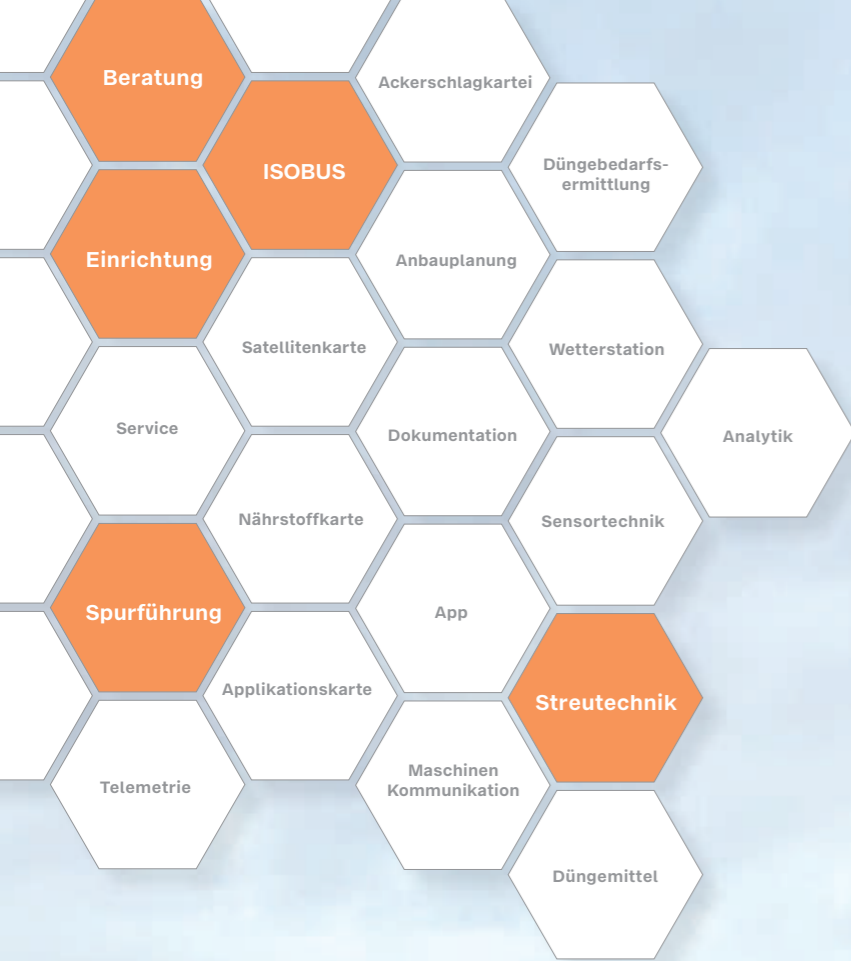 Beratung
Ackerschlagkartei
ISOBUS
Düngebedarfs-
ermittlung
Einrichtung
Anbauplanung
Satellitenkarte
Wetterstation
Service
Dokumentation
Analytik
Nährstoffkarte
Sensortechnik
Spurführung
App
Applikationskarte
Streutechnik
Maschinen
Kommunikation
Telemetrie
Düngemittel